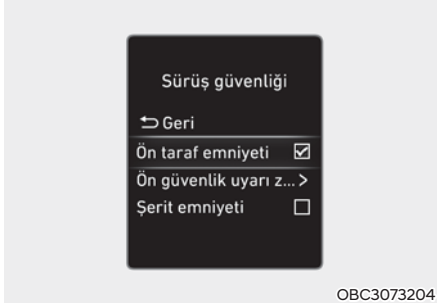 Sürüş güvenliği
Geri
Ön taraf emniyeti
Ön güvenlik uyarı z...>
Şerit emniyeti
OBC3073204